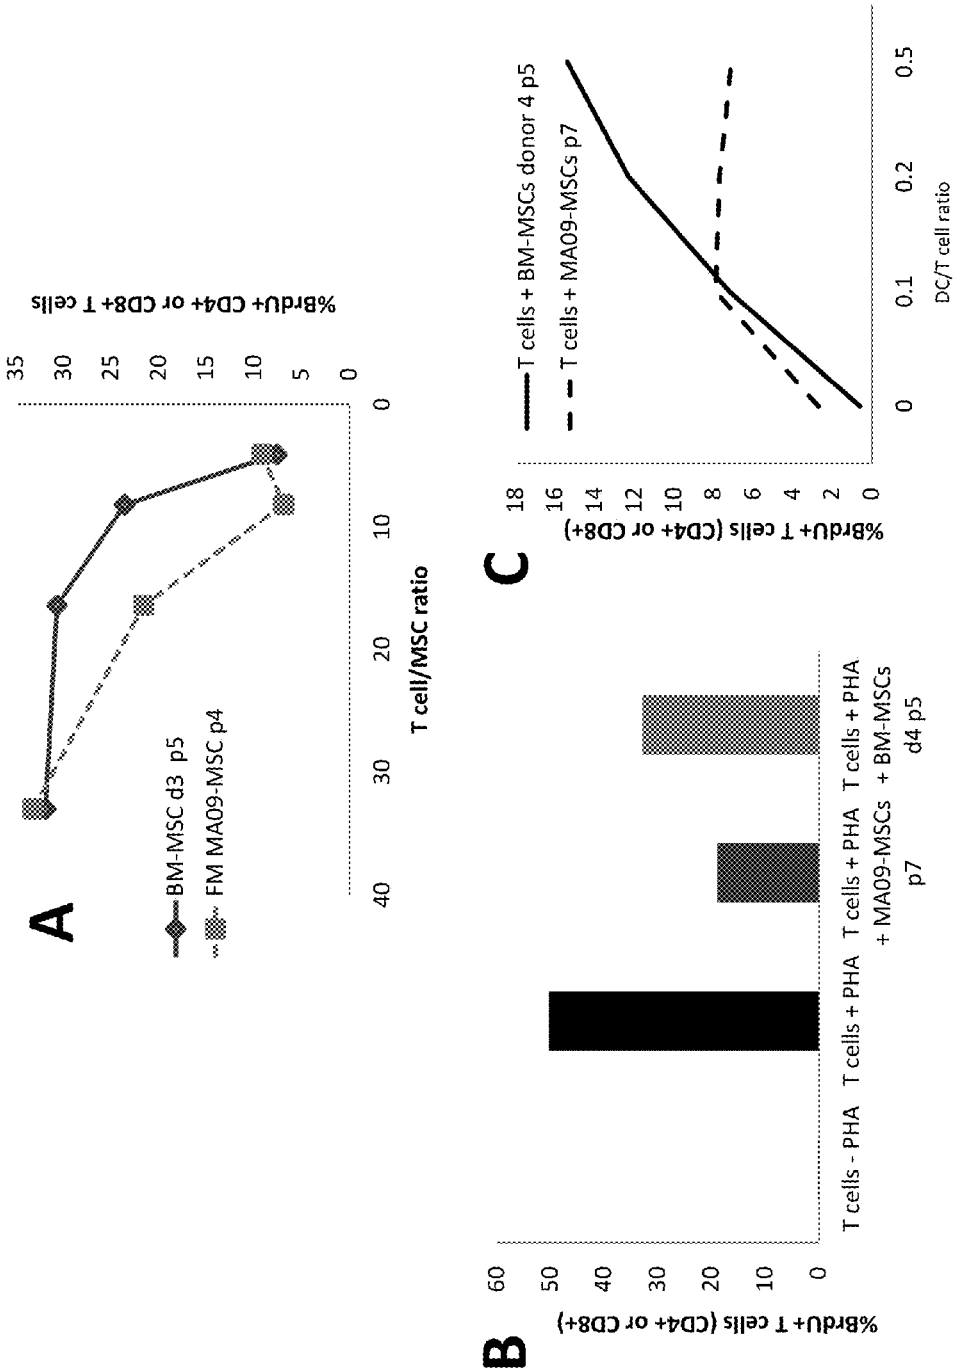 A
BM-MSC d3 p5
FM MA09-MSC p4
40
30
20
10
0
T cell/MSC ratio
35
30
25
20
15
10
5
0
%BrdU+ CD4+ or CD8+ T cells
B
%BrdU+ T cells (CD4+ or CD8+)
60
50
40
30
20
10
0
T cells - PHA
T cells + PHA
T cells + PHA
+ MA09-MSCs
p7
T cells + PHA
+ BM-MSCs
d4 p5
C
%BrdU+ T cells (CD4+ or CD8+)
18
16
14
12
10
8
6
4
2
0
T cells + BM-MSCs donor 4 p5
T cells + MA09-MSCs p7
0
0.1
0.2
0.5
DC/T cell ratio